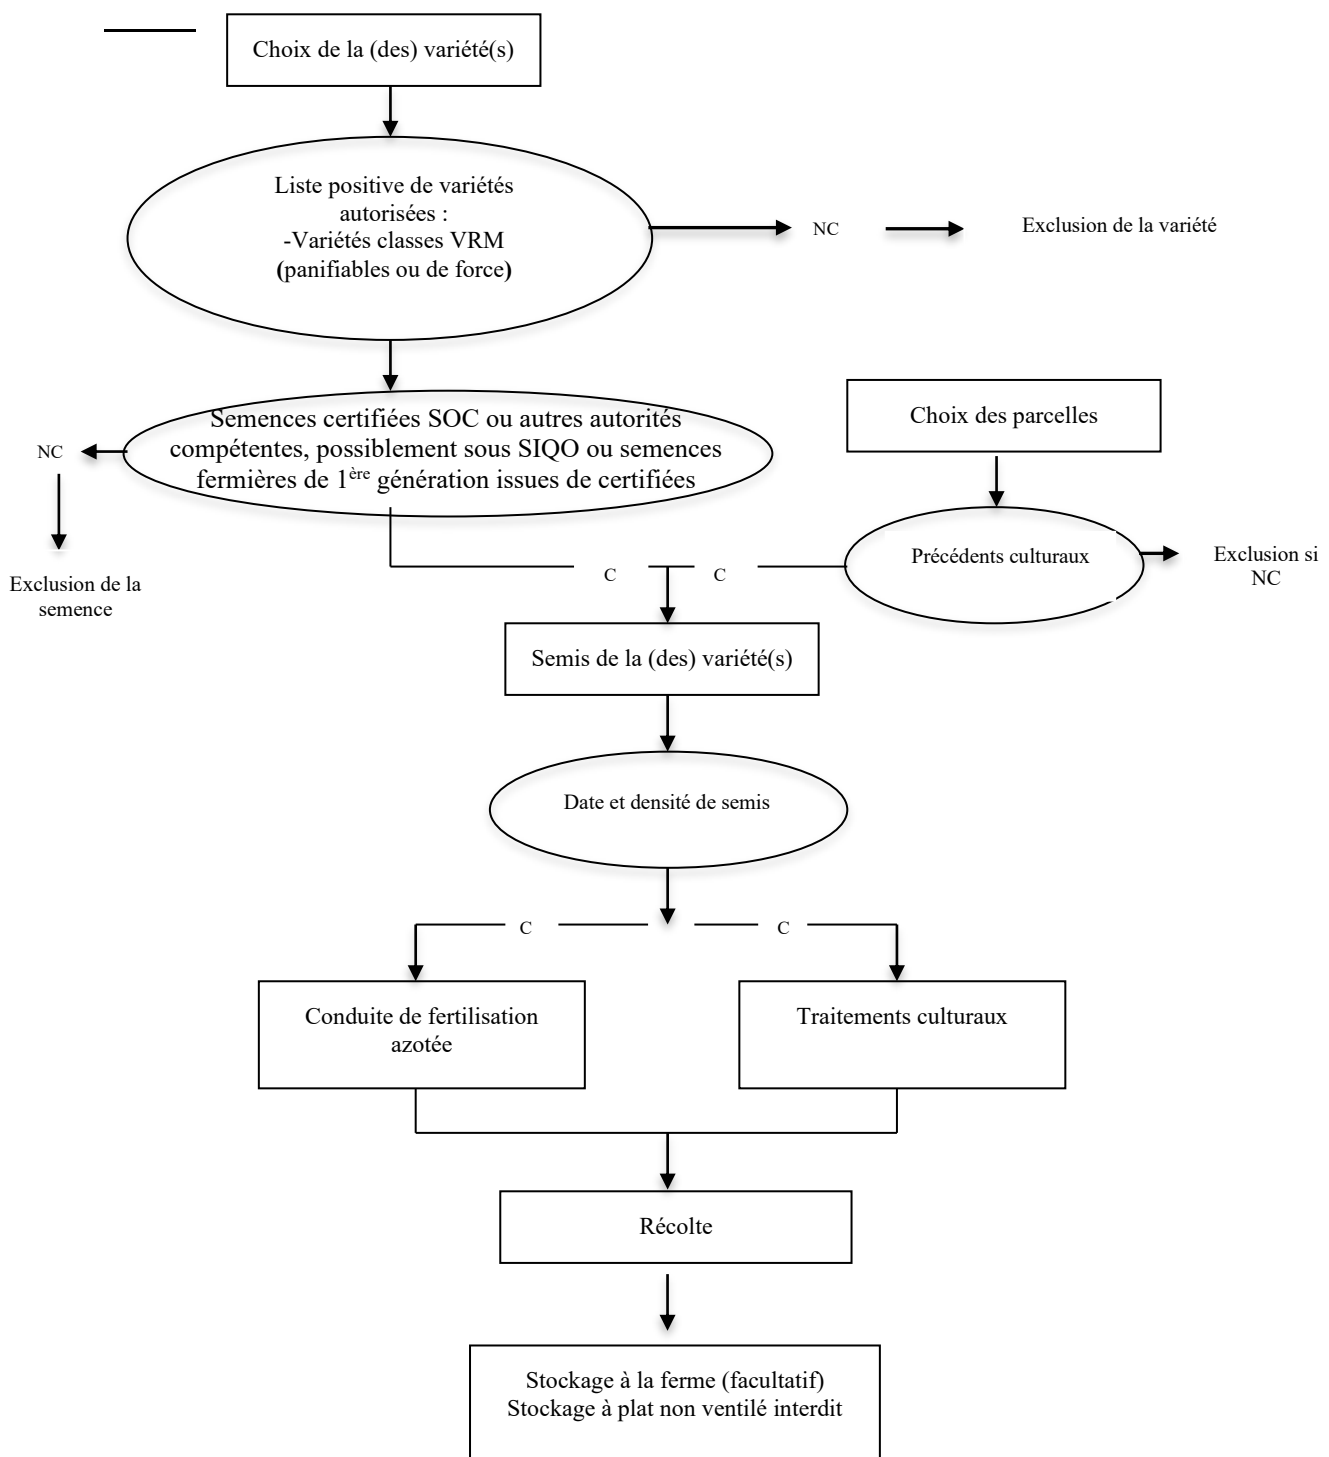 Choix de la (des) variété(s)
Liste positive de variétés
autorisées :
-Variétés classes VRM
(panifiables ou de force)
NC
Exclusion de la variété
Semences certifiées SOC ou autres autorités
compétentes, possiblement sous SIQO ou semences
fermières de 1ère génération issues de certifiées
NC
Exclusion de la
semence
Choix des parcelles
Précédents culturaux
Exclusion si
NC
C
C
Semis de la (des) variété(s)
Date et densité de semis
C
C
Conduite de fertilisation
azotée
Traitements culturaux
Récolte
Stockage à la ferme (facultatif)
Stockage à plat non ventilé interdit